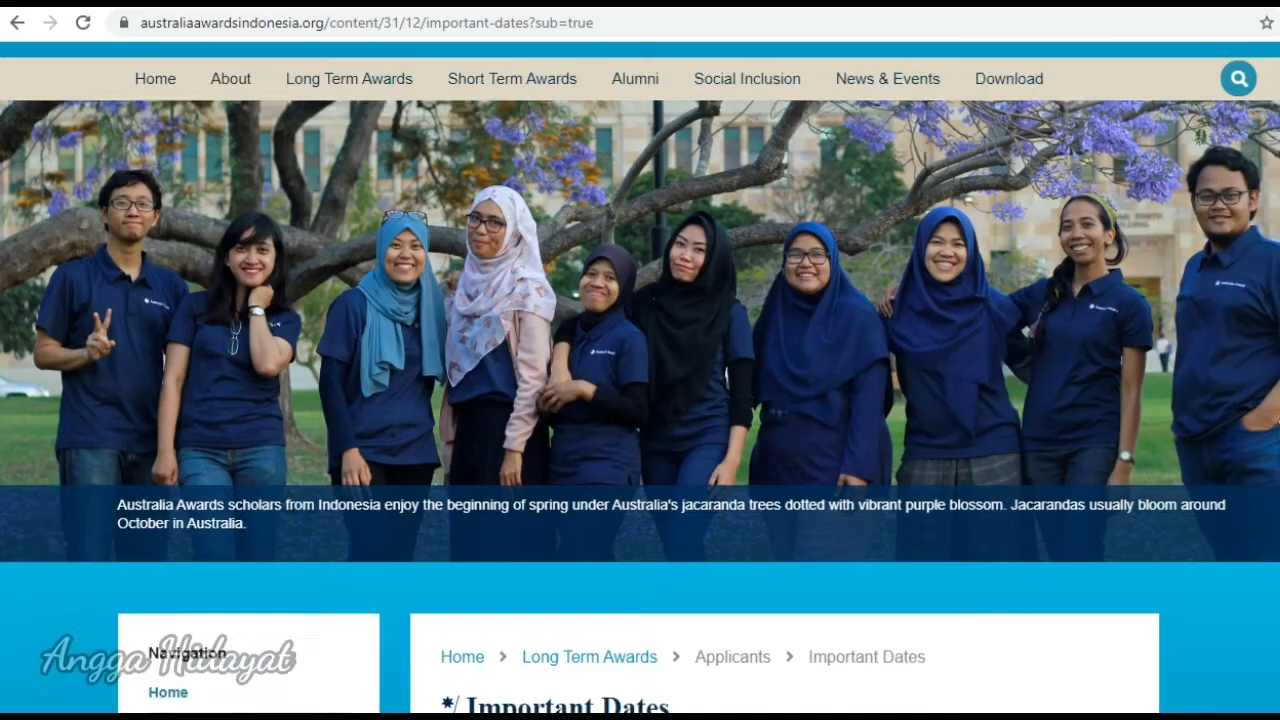 australiaawardsindonesia.org/content/31/12/important-dates?sub=true
Home About Long Term Awards Short Term Awards Alumni Social Inclusion News & Events Download
Australia Awards scholars from Indonesia enjoy the beginning of spring under Australia's jacaranda trees dotted with vibrant purple blossom. Jacarandas usually bloom around
October in Australia.
Navigation
Angga Hidayat
Home
Home > Long Term Awards > Applicants > Important Dates
*/ Important Dates